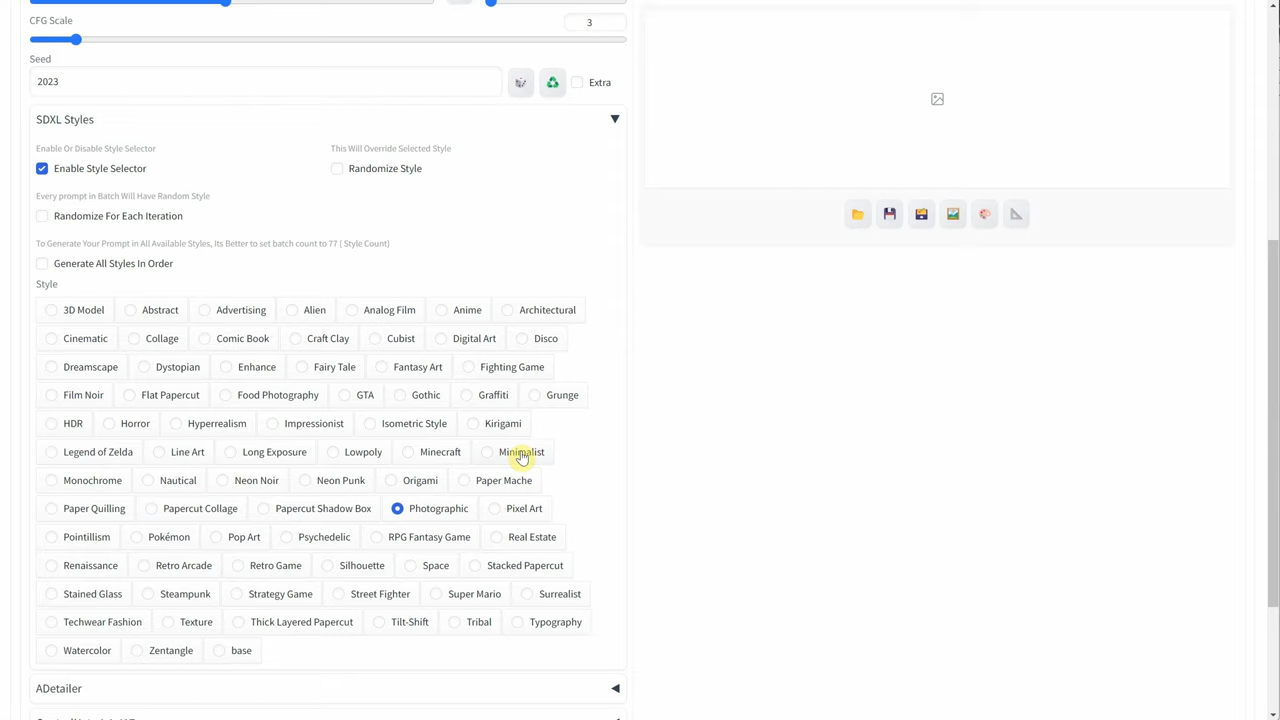 CFG Scale
3
Seed
2023
Extra
SDXL Styles
Enable Or Disable Style Selector
This Will Override Selected Style
Enable Style Selector
Randomize Style
Every prompt in Batch Will Have Random Style
Randomize For Each Iteration
To Generate Your Prompt in All Available Styles, Its Better to set batch count to 77 ( Style Count)
Generate All Styles In Order
Style
3D Model Abstract Advertising Alien Analog Film Anime Architectural
Cinematic Collage Comic Book Craft Clay Cubist Digital Art Disco
Dreamscape Dystopian Enhance Fairy Tale Fantasy Art Fighting Game
Film Noir Flat Papercut Food Photography GTA Gothic Graffiti Grunge
HDR Horror Hyperrealism Impressionist Isometric Style Kirigami
Legend of Zelda Line Art Long Exposure Lowpoly Minecraft Minimalist
Monochrome Nautical Neon Noir Neon Punk Origami Paper Mache
Paper Quilling Papercut Collage Papercut Shadow Box Photographic Pixel Art
Pointillism Pokémon Pop Art Psychedelic RPG Fantasy Game Real Estate
Renaissance Retro Arcade Retro Game Silhouette Space Stacked Papercut
Stained Glass Steampunk Strategy Game Street Fighter Super Mario Surrealist
Techwear Fashion Texture Thick Layered Papercut Tilt-Shift Tribal Typography
Watercolor Zentangle base
ADetailer